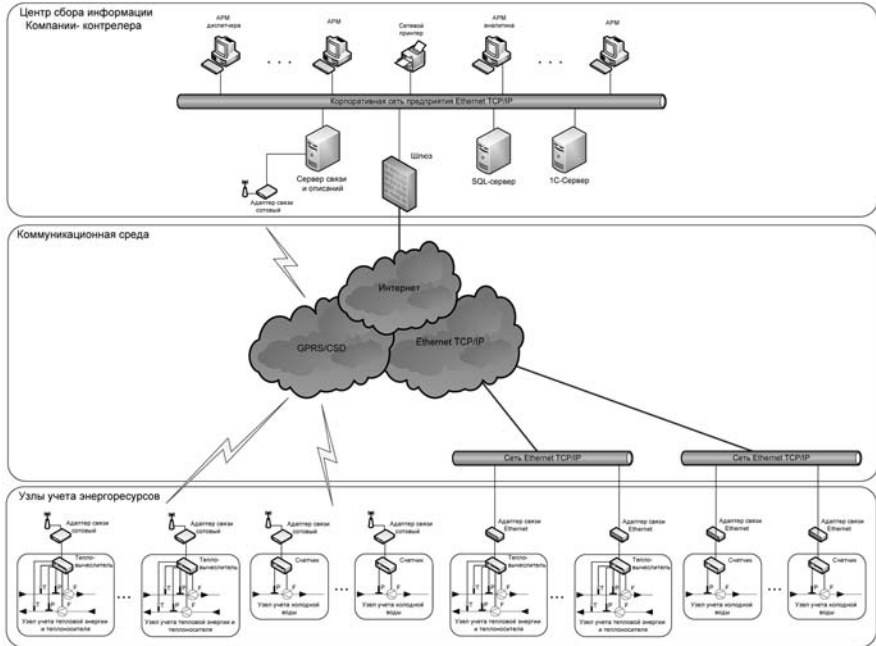 Центр сбора информации
Компании- контрелера
АРМ
диспетчера
АРМ
Сетевой
принтер
АРМ
аналитика
АРМ
. . .
. . .
Корпоративная сеть предприятия Ethernet TCP/IP
Сервер связи
и описаний
Шлюз
SQL-сервер
1С-Сервер
Адаптер связи
сотовый
Коммуникационная среда
Интернет
GPRS/CSD
Ethernet TCP/IP
Сеть Ethernet TCP/IP
Сеть Ethernet TCP/IP
Узлы учета энергоресурсов
Адаптер связи
сотовый
Адаптер связи
сотовый
Адаптер связи
сотовый
Адаптер связи
сотовый
Адаптер связи
Ethernet
Адаптер связи
Ethernet
Адаптер связи
Ethernet
Адаптер связи
Ethernet
Тепло-
вычислитель
Тепло-
вычислитель
Счетчик
Счетчик
Тепло-
вычислитель
Тепло-
вычислитель
Счетчик
Счетчик
T P F
T P F
F
F
T P F
T P F
F
F
T P F
T P F
T P F
T P F
...
...
...
...
Узел учета тепловой энергии
и теплоносителя
Узел учета тепловой энергии и
теплоносителя
Узел учета холодной
воды
Узел учета холодной
воды
Узел учета тепловой энергии
и теплоносителя
Узел учета тепловой энергии
и теплоносителя
Узел учета холодной
воды
Узел учета холодной
воды